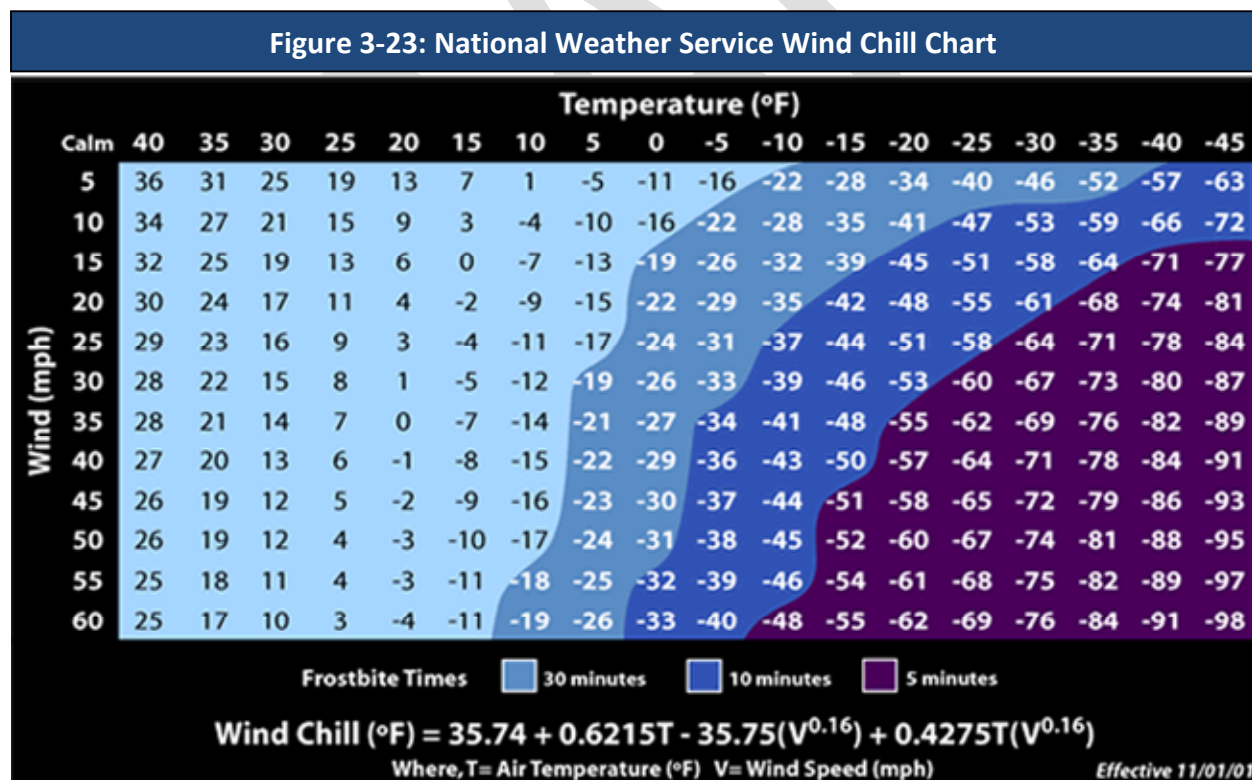 Figure 3-23: National Weather Service Wind Chill Chart
Temperature (ºF)
Calm 40 35 30 25 20 15 10 5 0 -5 -10 -15 -20 -25 -30 -35 -40 -45
5 36 31 25 19 13 7 1 -5 -11 -16 -22 -28 -34 -40 -46 -52 -57 -63
10 34 27 21 15 9 3 -4 -10 -16 -22 -28 -35 -41 -47 -53 -59 -66 -72
15 32 25 19 13 6 0 -7 -13 -19 -26 -32 -39 -45 -51 -58 -64 -71 -77
20 30 24 17 11 4 -2 -9 -15 -22 -29 -35 -42 -48 -55 -61 -68 -74 -81
25 29 23 16 9 3 -4 -11 -17 -24 -31 -37 -44 -51 -58 -64 -71 -78 -84
30 28 22 15 8 1 -5 -12 -19 -26 -33 -39 -46 -53 -60 -67 -73 -80 -87
35 28 21 14 7 0 -7 -14 -21 -27 -34 -41 -48 -55 -62 -69 -76 -82 -89
40 27 20 13 6 -1 -8 -15 -22 -29 -36 -43 -50 -57 -64 -71 -78 -84 -91
45 26 19 12 5 -2 -9 -16 -23 -30 -37 -44 -51 -58 -65 -72 -79 -86 -93
50 26 19 12 4 -3 -10 -17 -24 -31 -38 -45 -52 -60 -67 -74 -81 -88 -95
55 25 18 11 4 -3 -11 -18 -25 -32 -39 -46 -54 -61 -68 -75 -82 -89 -97
60 25 17 10 3 -4 -11 -19 -26 -33 -40 -48 -55 -62 -69 -76 -84 -91 -98
Wind (mph)
Frostbite Times 30 minutes 10 minutes 5 minutes
Wind Chill (ºF) = 35.74 + 0.6215T - 35.75(V0.16) + 0.4275T(V0.16)
Where, T= Air Temperature (ºF) V= Wind Speed (mph) Effective 11/01/01